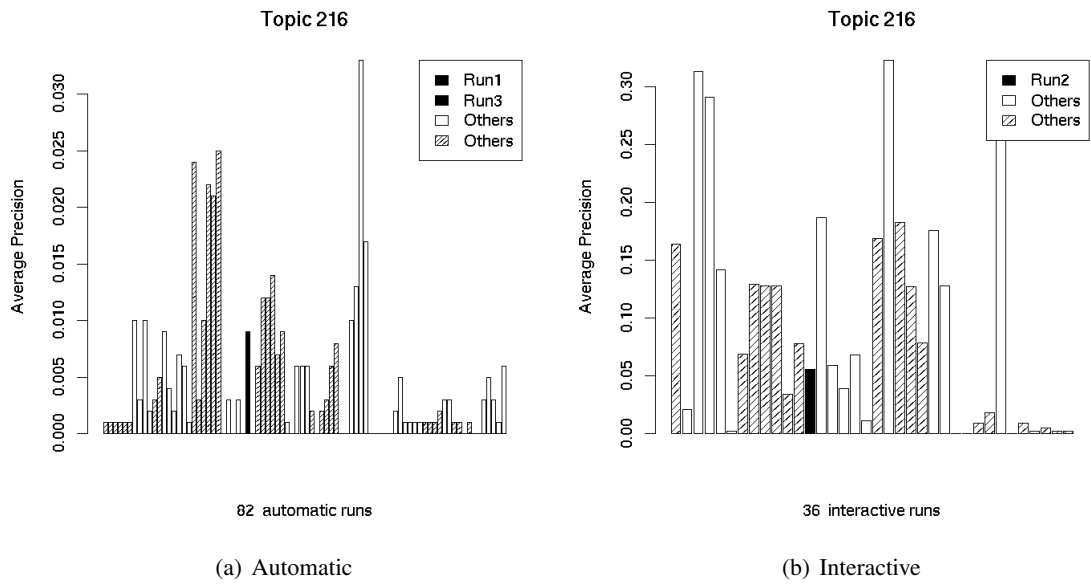 Topic 216
Average Precision
0.030
0.025
0.020
0.015
0.010
0.005
0.000
Run1
Run3
Others
Others
82 automatic runs
(a) Automatic
Topic 216
Average Precision
0.30
0.25
0.20
0.15
0.10
0.05
0.00
Run2
Others
Others
36 interactive runs
(b) Interactive